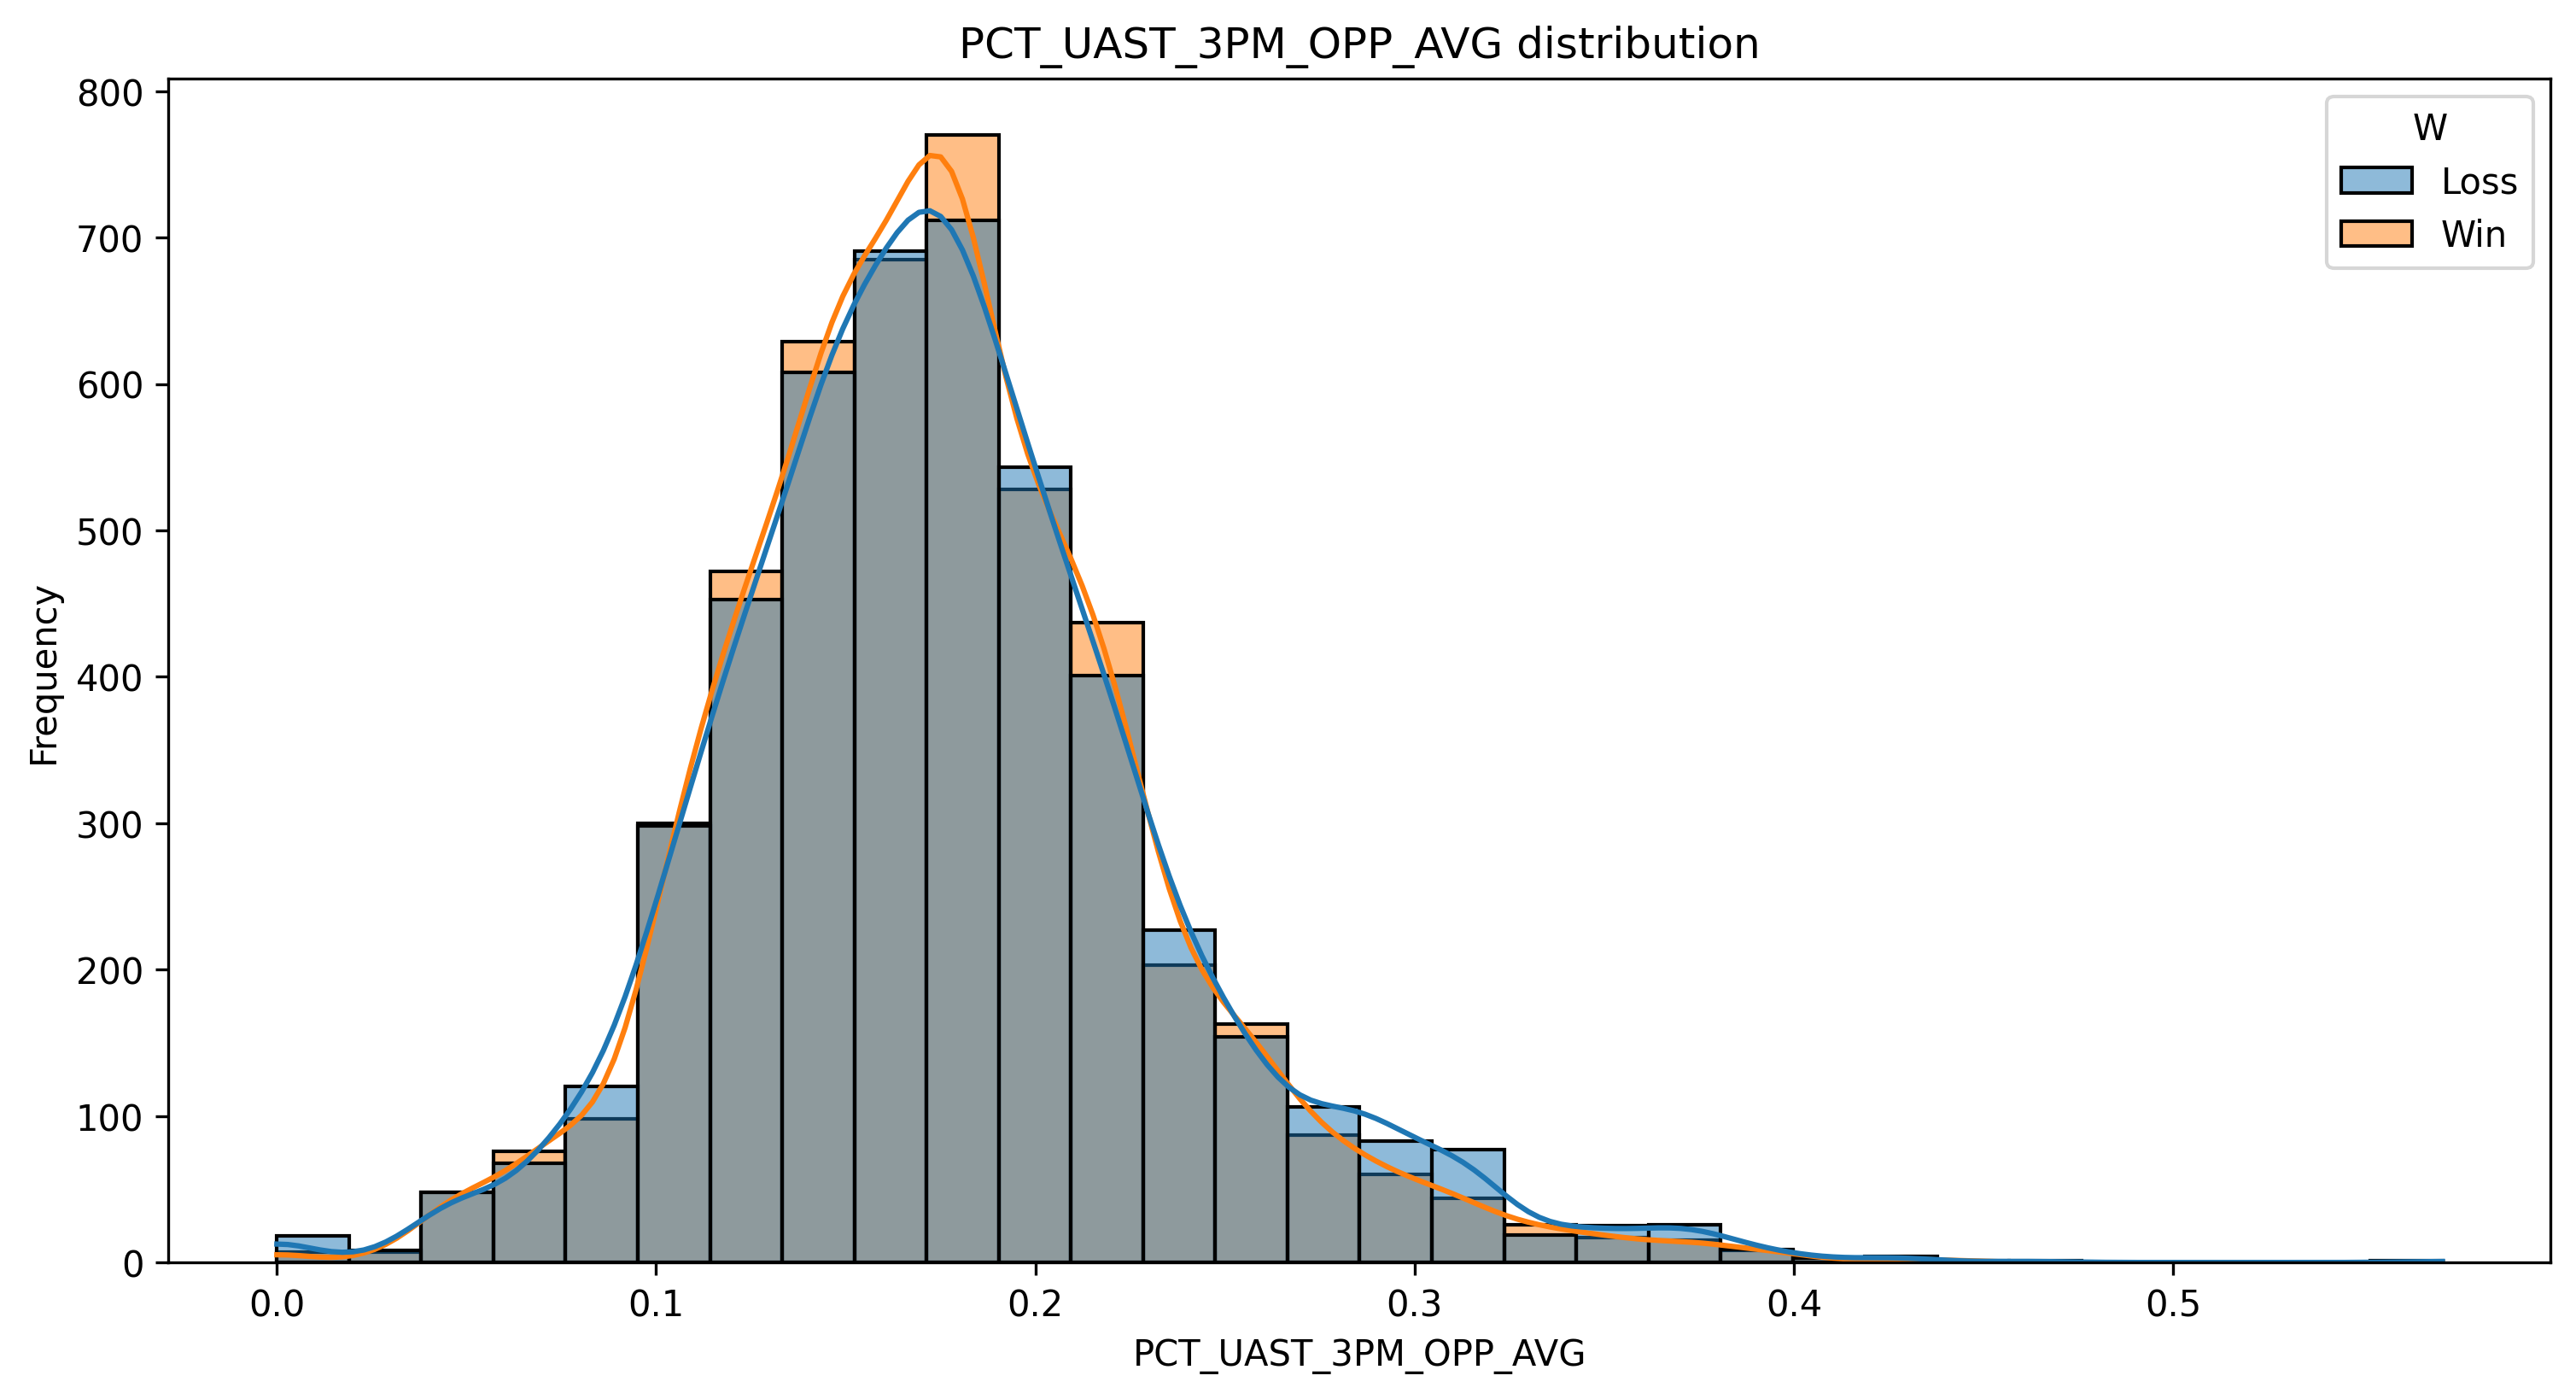 PCT_UAST_3PM_OPP_AVG distribution
800
700
600
500
400
300
200
100
0
Frequency
W
Loss
Win
0.0 0.1 0.2 0.3 0.4 0.5
PCT_UAST_3PM_OPP_AVG